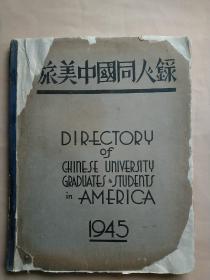 旅美中國同人錄
DIRECTORY
of
CHINESE UNIVERSITY
GRADUATES & STUDENTS
in AMERICA
1945